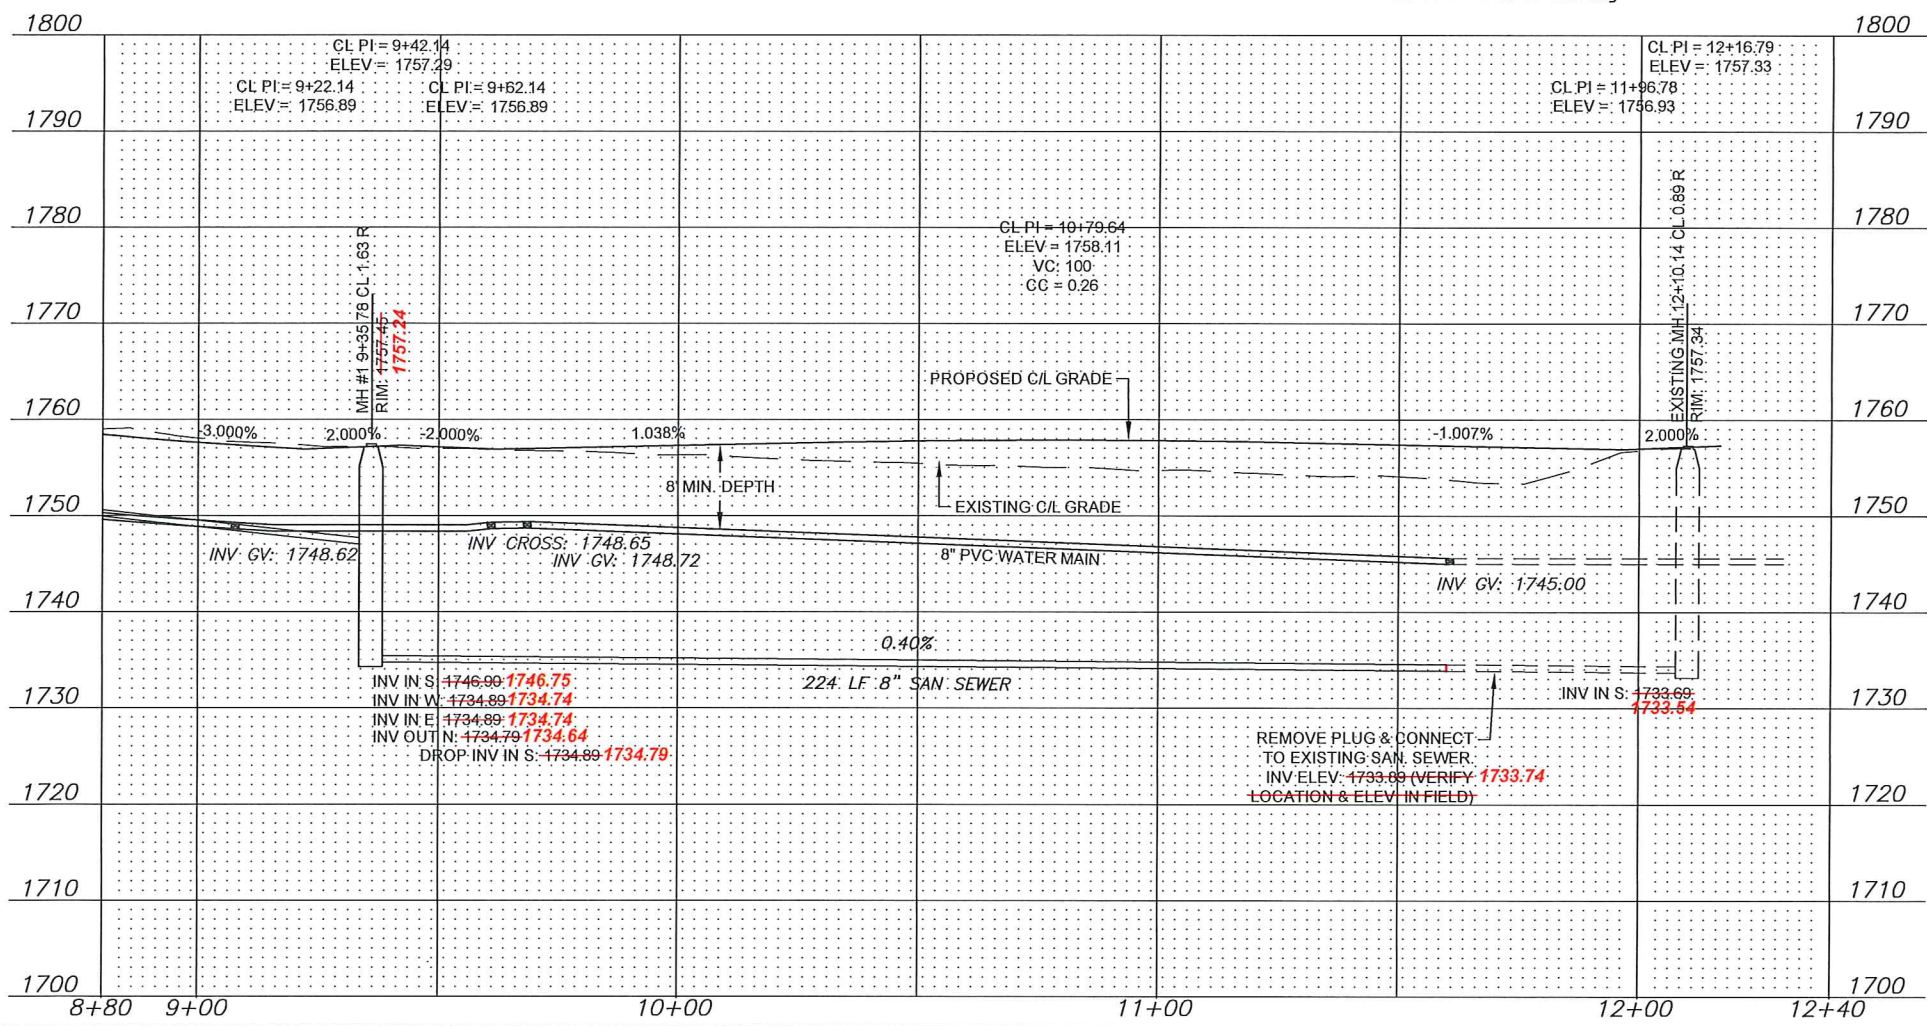 1800
1800
CL PI = 9+42.14
ELEV = 1757.29
CL PI = 9+22.14
ELEV = 1756.89
CL PI = 9+62.14
ELEV = 1756.89
CL PI = 12+16.79
ELEV = 1757.33
CL PI = 11+96.78
ELEV = 1756.93
1790
1790
1780
1780
CL PI = 10+79.64
ELEV = 1758.11
VC: 100
CC = 0.26
MH #1 9+35.78 CL 1.63 R
RIM: 1757.45
1757.24
EXISTING MH 12+10.14 CL 0.89 R
RIM: 1757.34
1770
1770
PROPOSED C/L GRADE
1760
1760
-3.000%
2.000%
-2.000%
1.038%
-1.007%
2.000%
8' MIN. DEPTH
EXISTING C/L GRADE
1750
1750
INV GV: 1748.62
INV CROSS: 1748.65
INV GV: 1748.72
8" PVC WATER MAIN
INV GV: 1745.00
1740
1740
0.40%
224 LF 8" SAN SEWER
INV IN S: 1746.90 1746.75
INV IN W: 1734.89 1734.74
INV IN E: 1734.89 1734.74
INV OUT N: 1734.79 1734.64
DROP INV IN S: 1734.89 1734.79
INV IN S: 1733.69
1733.54
1730
1730
REMOVE PLUG & CONNECT
TO EXISTING SAN. SEWER.
INV ELEV: 1733.89 (VERIFY 1733.74
LOCATION & ELEV. IN FIELD)
1720
1720
1710
1710
1700
1700
8+80
9+00
10+00
11+00
12+00
12+40